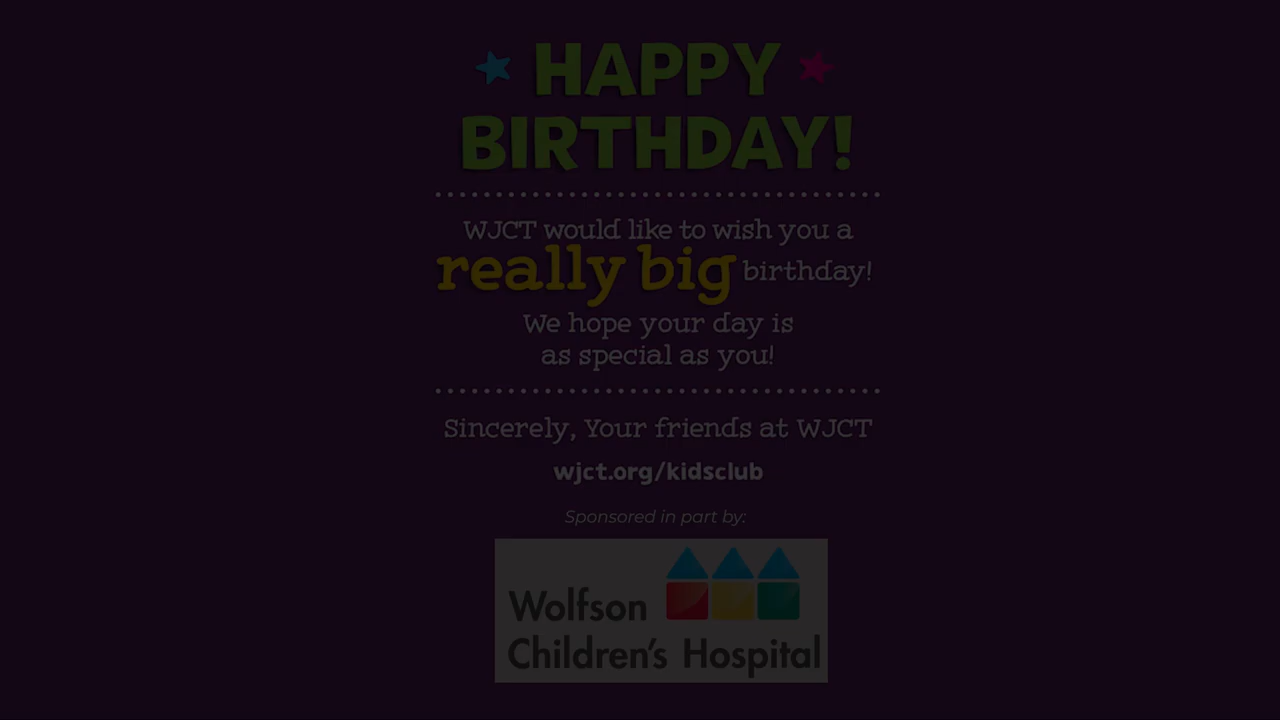 HAPPY
BIRTHDAY!
WJCT would like to wish you a
really big birthday!
We hope your day is
as special as you!
Sincerely, Your friends at WJCT
wjct.org/kidsclub
Sponsored in part by:
Wolfson
Children's Hospital